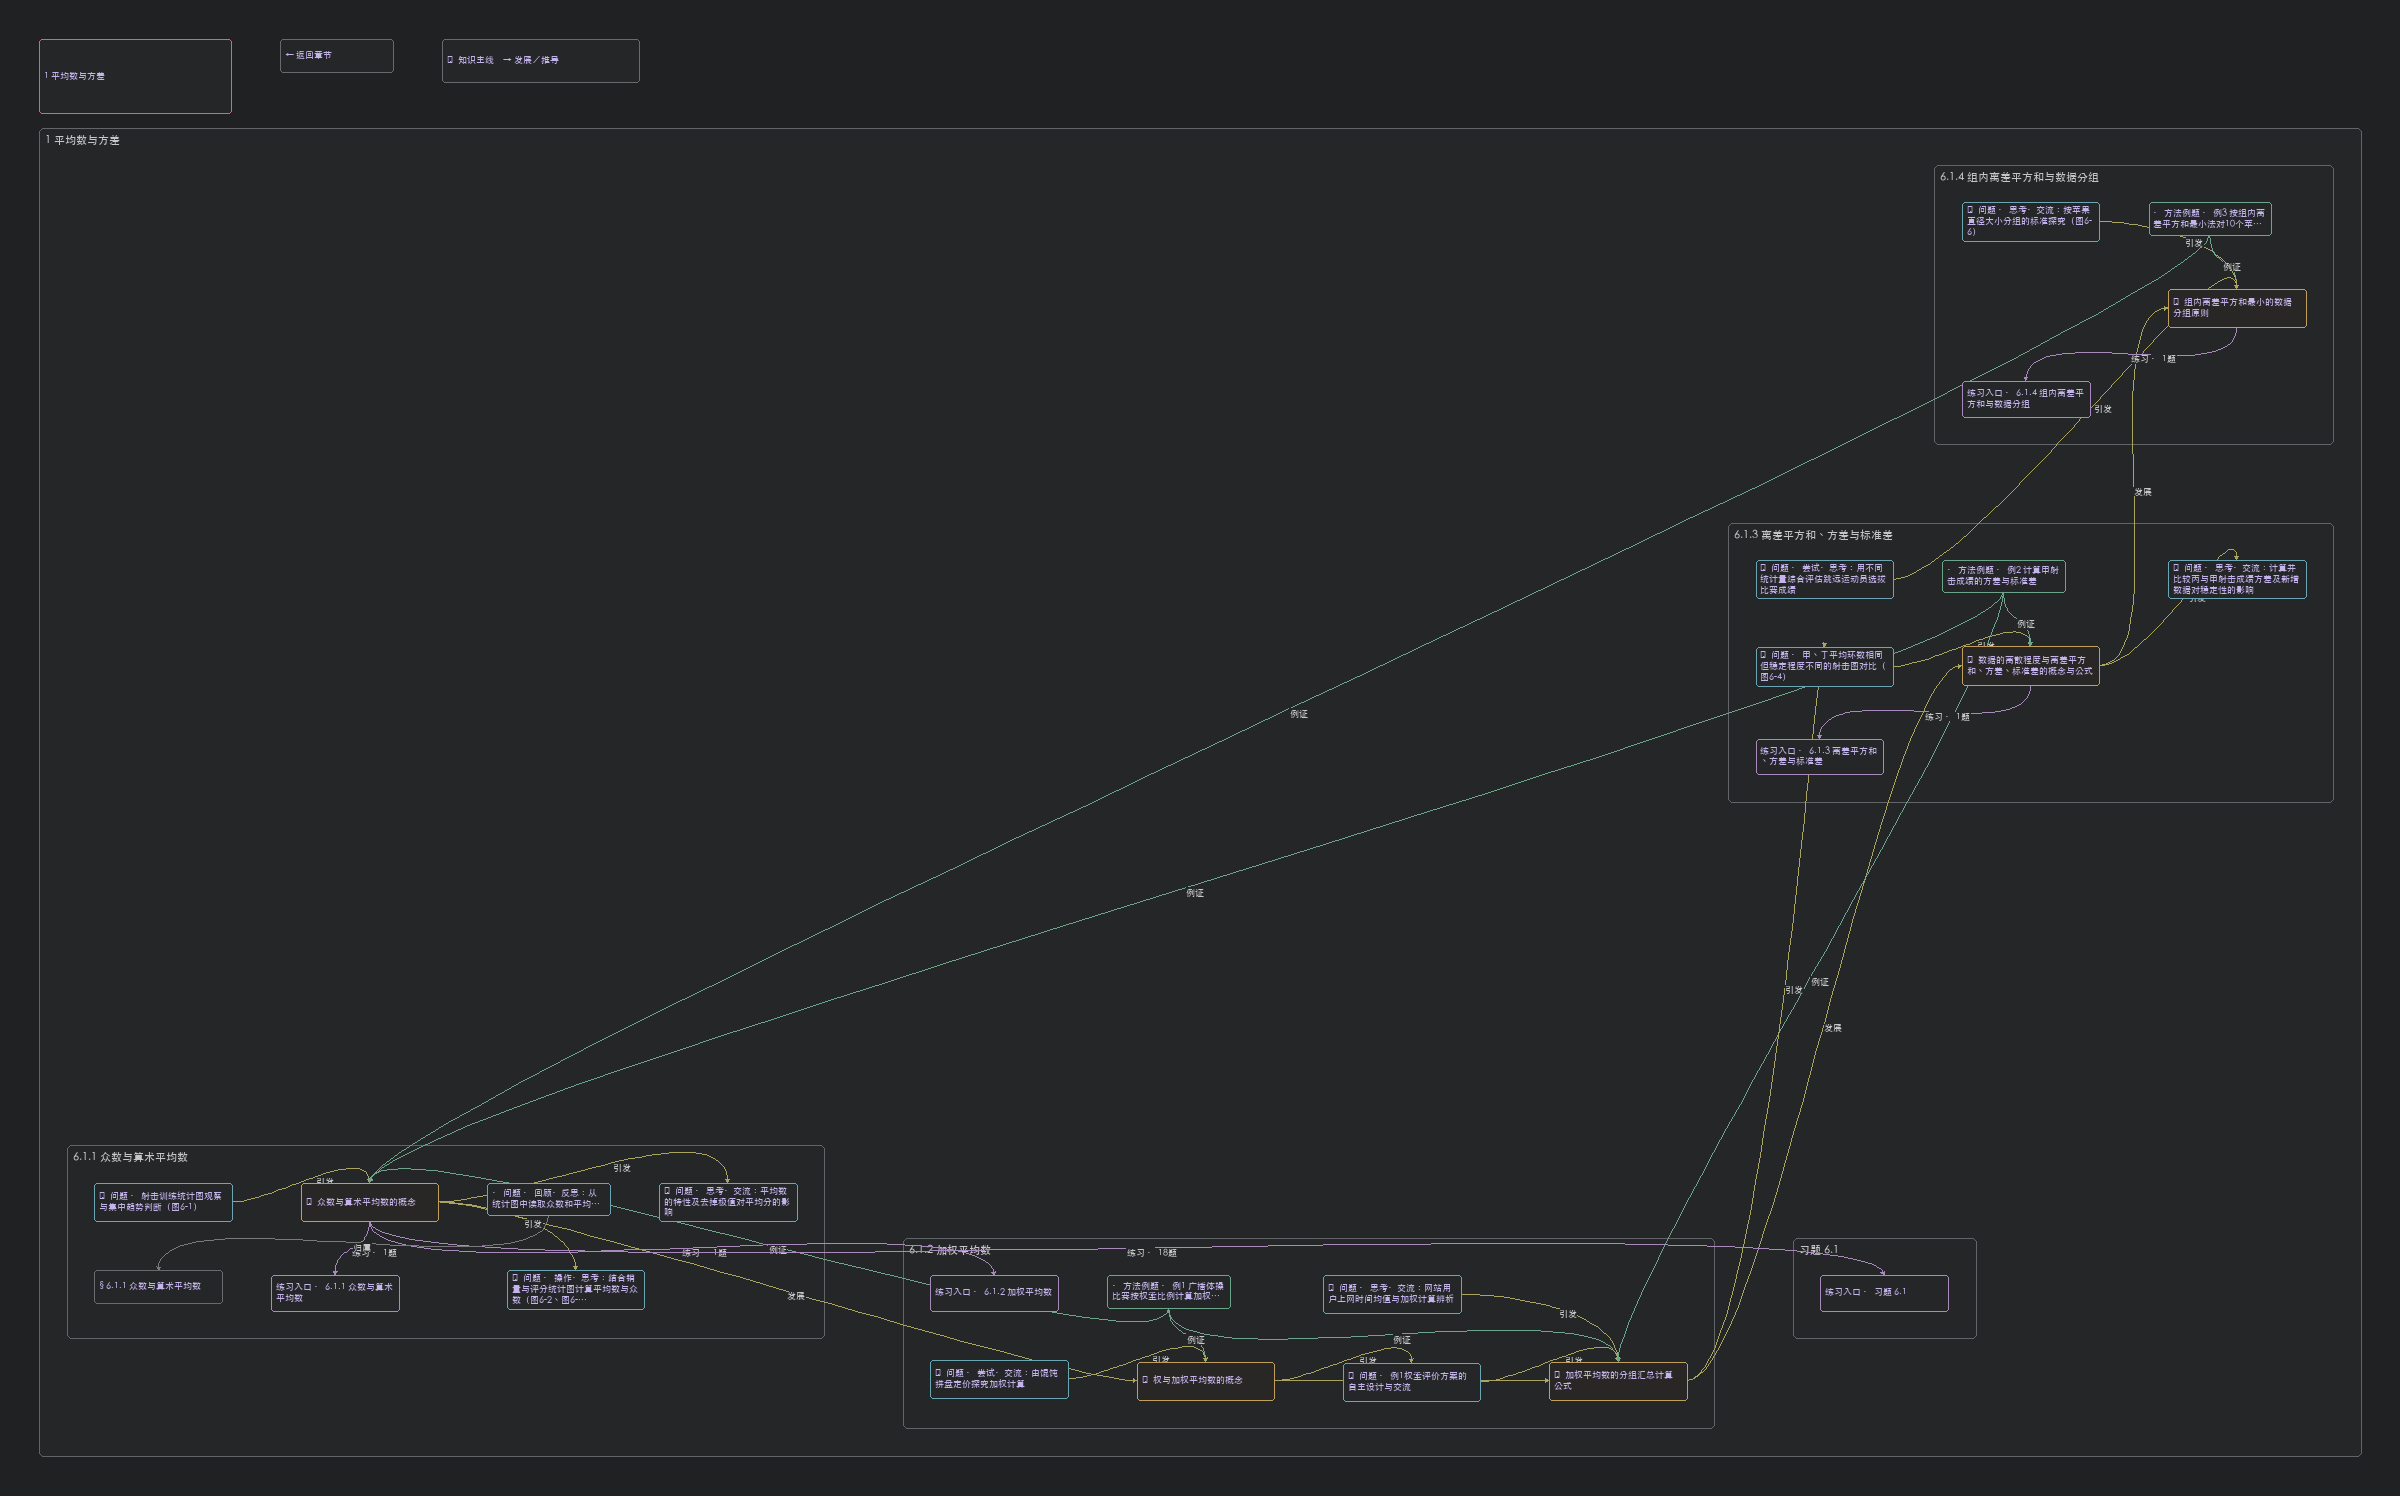 1 平均数与方差
← 返回章节
知识主线 → 发展／推导
1 平均数与方差
6.1.4 组内离差平方和与数据分组
问题 · 思考·交流：按苹果
直径大小分组的标准探究（图6-
6）
· 方法例题 · 例3 按组内离
差平方和最小法对10个苹…
引发
例证
组内离差平方和最小的数据
分组原则
练习 · 1题
练习入口 · 6.1.4 组内离差平
方和与数据分组
引发
发展
6.1.3 离差平方和、方差与标准差
问题 · 尝试·思考：用不同
统计量综合评估跳远运动员选拔
比赛成绩
· 方法例题 · 例2 计算甲射
击成绩的方差与标准差
问题 · 思考·交流：计算并
比较丙与甲射击成绩方差及新增
数据对稳定性的影响
引发
例证
引发
问题 · 甲、丁平均环数相同
但稳定程度不同的射击图对比（
图6-4）
数据的离散程度与离差平方
和、方差、标准差的概念与公式
练习 · 1题
练习入口 · 6.1.3 离差平方和
、方差与标准差
例证
例证
引发
例证
发展
6.1.1 众数与算术平均数
引发
引发
问题 · 射击训练统计图观察
与集中趋势判断（图6-1）
众数与算术平均数的概念
· 问题 · 回顾·反思：从
统计图中读取众数和平均…
问题 · 思考·交流：平均数
的特性及去掉极值对平均分的影
响
引发
归属
练习 · 1题
练习 · 1题
例证
§ 6.1.1 众数与算术平均数
练习入口 · 6.1.1 众数与算术
平均数
问题 · 操作·思考：结合销
量与评分统计图计算平均数与众
数（图6-2、图6-…
发展
6.1.2 加权平均数
练习 · 18题
练习入口 · 6.1.2 加权平均数
· 方法例题 · 例1 广播体操
比赛按权重比例计算加权…
问题 · 思考·交流：网站用
户上网时间均值与加权计算辨析
引发
例证
例证
引发
引发
引发
问题 · 尝试·交流：由馄饨
拼盘定价探究加权计算
权与加权平均数的概念
问题 · 例1权重评价方案的
自主设计与交流
加权平均数的分组汇总计算
公式
习题 6.1
练习入口 · 习题 6.1